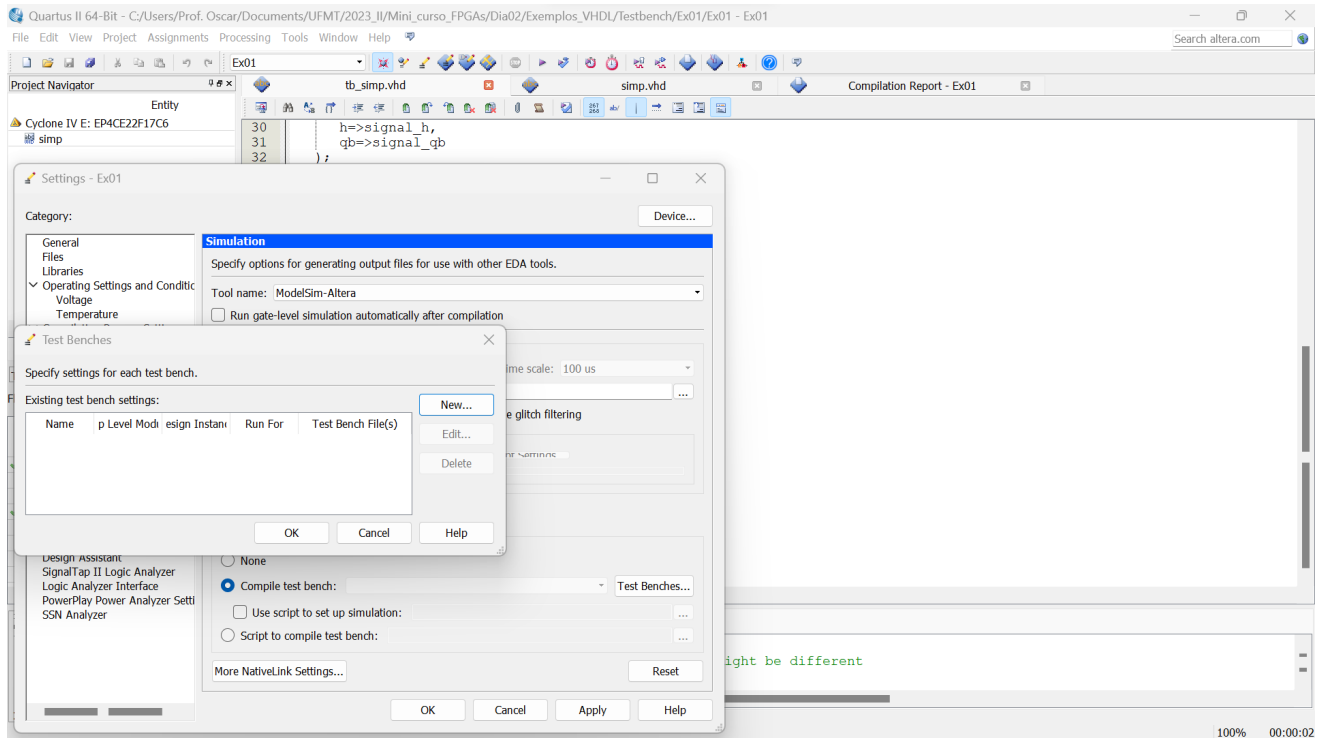 Quartus II 64-Bit - C:/Users/Prof. Oscar/Documents/UFMT/2023_II/Mini_curso_FPGAs/Dia02/Exemplos_VHDL/Testbench/Ex01/Ex01 - Ex01
File Edit View Project Assignments Processing Tools Window Help
Search altera.com
Ex01
Project Navigator
tb_simp.vhd
simp.vhd
Compilation Report - Ex01
Entity
Cyclone IV E: EP4CE22F17C6
simp
267
268
ab/
30 h=>signal_h,
31 qb=>signal_qb
32 );
Settings - Ex01
Category:
Device...
General
Files
Libraries
Operating Settings and Conditic
Voltage
Temperature
Simulation
Specify options for generating output files for use with other EDA tools.
Tool name: ModelSim-Altera
Run gate-level simulation automatically after compilation
Test Benches
Specify settings for each test bench.
Existing test bench settings:
Name p Level Modu esign Instanc Run For Test Bench File(s)
New...
Edit...
Delete
OK Cancel Help
ime scale: 100 us
...
e glitch filtering
Design Assistant
SignalTap II Logic Analyzer
Logic Analyzer Interface
PowerPlay Power Analyzer Setti
SSN Analyzer
None
Compile test bench:
Test Benches...
Use script to set up simulation:
...
Script to compile test bench:
...
More NativeLink Settings...
Reset
OK Cancel Apply Help
ight be different
100% 00:00:02